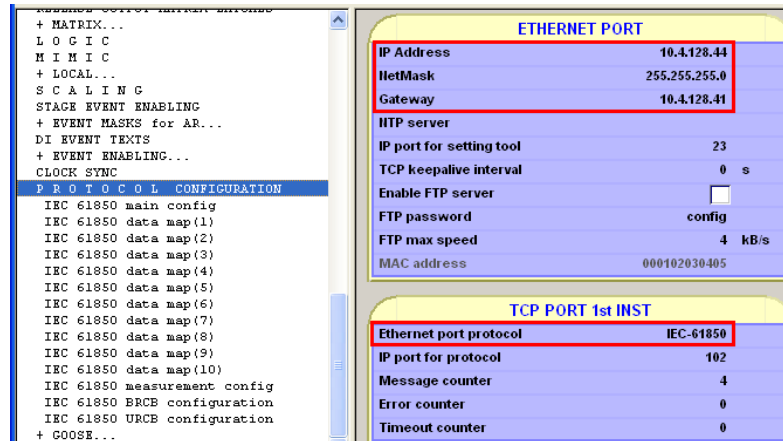 RELEASE OUTPUT MATRIX LATCHES
+ MATRIX...
L O G I C
M I M I C
+ LOCAL...
S C A L I N G
STAGE EVENT ENABLING
+ EVENT MASKS for AR...
DI EVENT TEXTS
+ EVENT ENABLING...
CLOCK SYNC
P R O T O C O L   CONFIGURATION
IEC 61850 main config
IEC 61850 data map(1)
IEC 61850 data map(2)
IEC 61850 data map(3)
IEC 61850 data map(4)
IEC 61850 data map(5)
IEC 61850 data map(6)
IEC 61850 data map(7)
IEC 61850 data map(8)
IEC 61850 data map(9)
IEC 61850 data map(10)
IEC 61850 measurement config
IEC 61850 BRCB configuration
IEC 61850 URCB configuration
+ GOOSE...
ETHERNET PORT
IP Address 10.4.128.44
NetMask 255.255.255.0
Gateway 10.4.128.41
NTP server
IP port for setting tool 23
TCP keepalive interval 0 s
Enable FTP server
FTP password config
FTP max speed 4 kB/s
MAC address 000102030405
TCP PORT 1st INST
Ethernet port protocol IEC-61850
IP port for protocol 102
Message counter 4
Error counter 0
Timeout counter 0